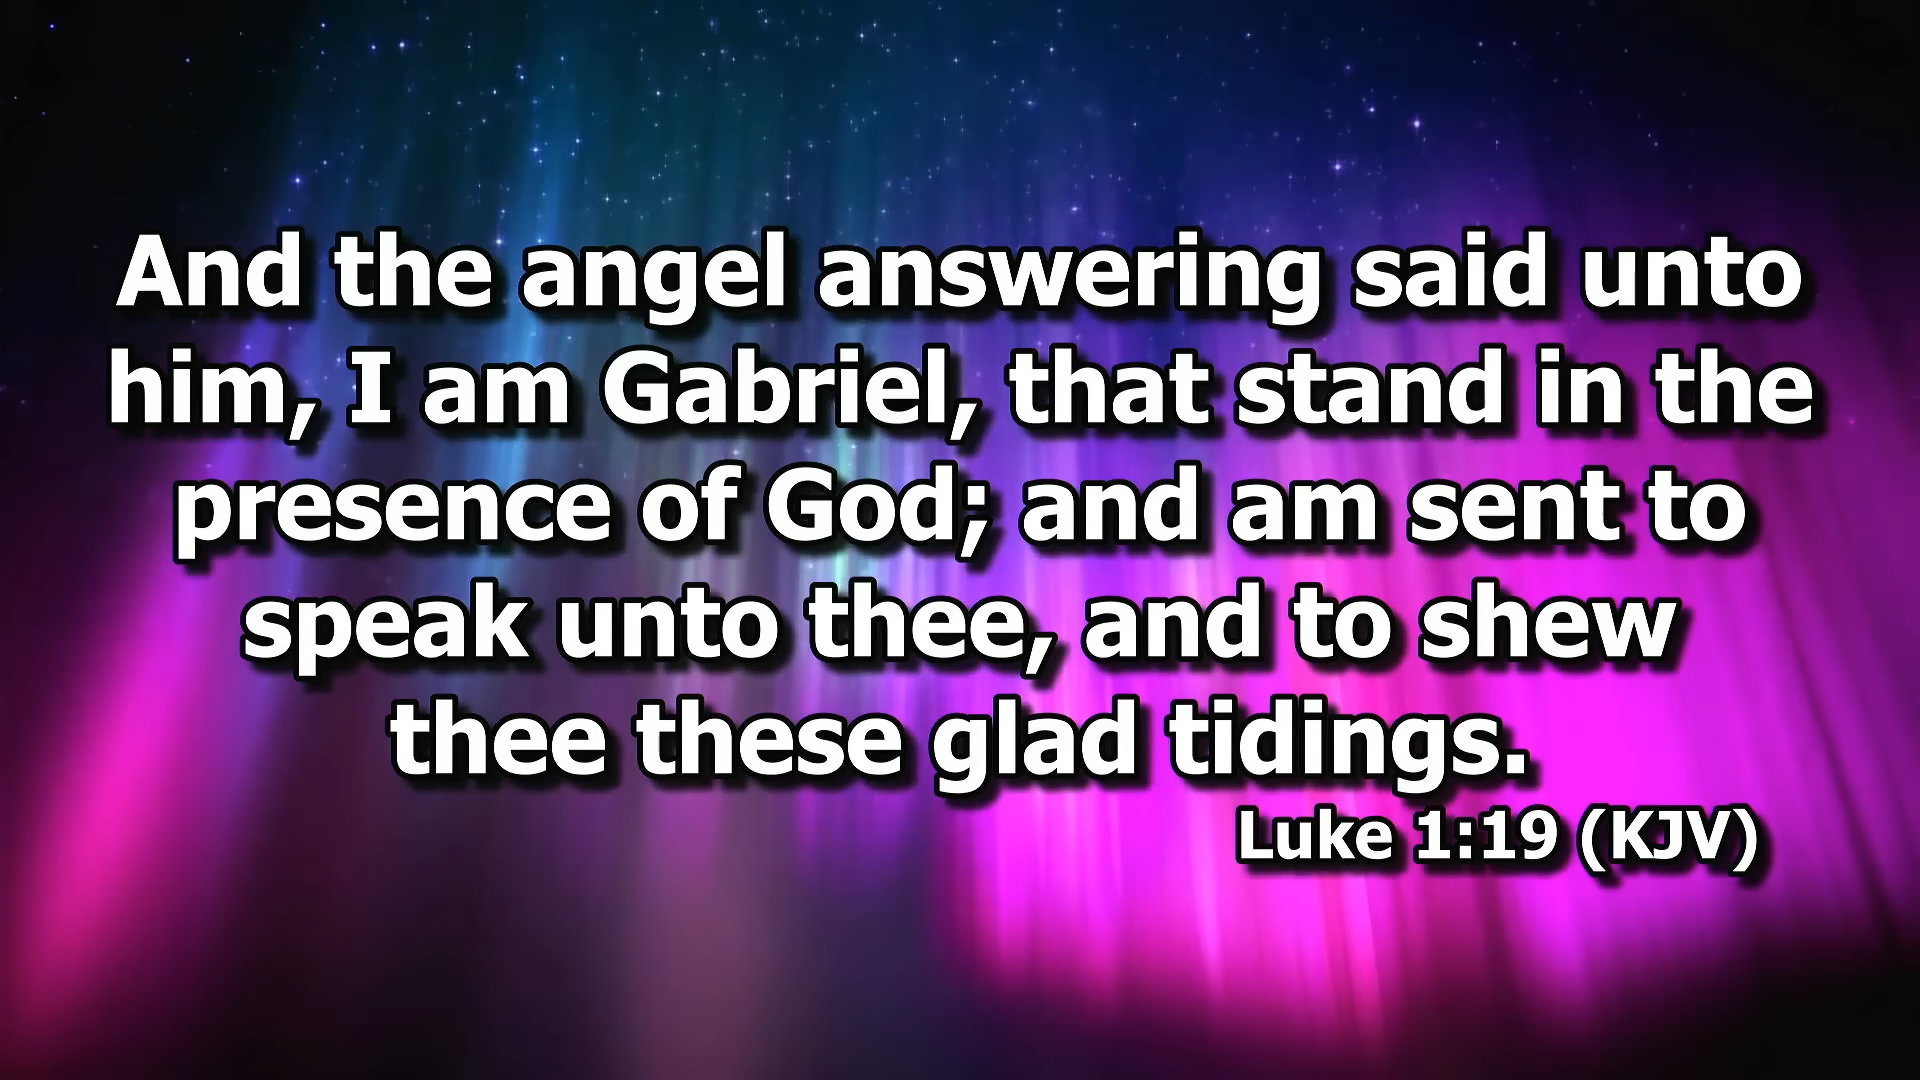 And the angel answering said unto
him, I am Gabriel, that stand in the
presence of God; and am sent to
speak unto thee, and to shew
thee these glad tidings.
Luke 1:19 (KJV)